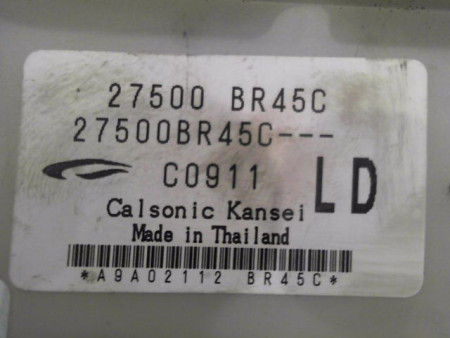 27500 BR45C
27500BR45C---
C0911
LD
Calsonic Kansei
Made in Thailand
*A9A02112 BR45C*